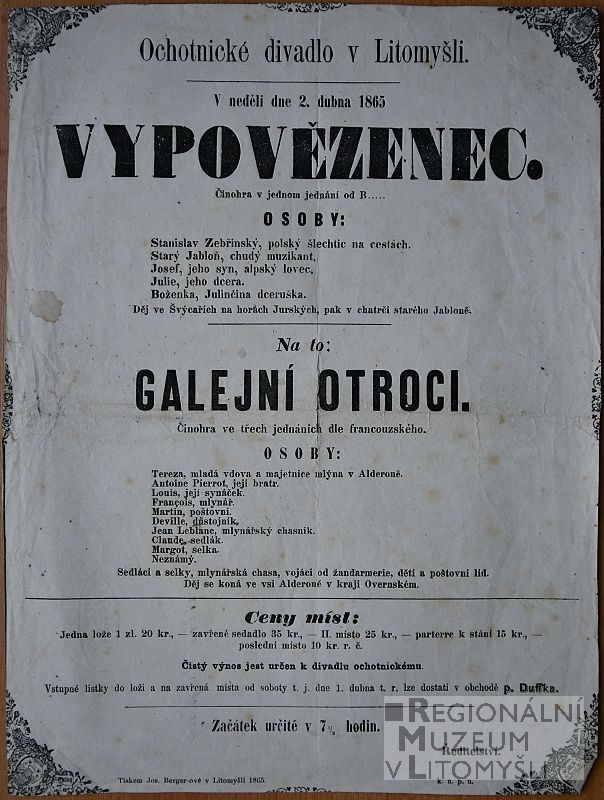 Ochotnické divadlo v Litomyšli.
V neděli dne 2. dubna 1865
VYPOVĚZENEC.
Činohra v jednom jednání od B.....
OSOBY:
Stanislav Zebřinský, polský šlechtic na cestách.
Starý Jabloň, chudý muzikant.
Josef, jeho syn, alpský lovec.
Julie, jeho dcera.
Boženka, Julinčina dceruška.
Děj ve Švýcařích na horách Jurských, pak v chatrči starého Jabloně.
Na to:
GALEJNÍ OTROCI.
Činohra ve třech jednáních dle francouzského.
OSOBY:
Tereza, mladá vdova a majetnice mlýna v Alderoně.
Antoine Pierrot, její bratr.
Louis, její synáček.
François, mlynář.
Martin, poštovní.
Deville, důstojník.
Jean Leblanc, mlynářský chasník.
Claude, sedlák.
Margot, selka.
Neznámý.
Sedláci a selky, mlynářská chasa, vojáci od žandarmerie, děti a poštovní lid.
Děj se koná ve vsi Alderoné v kraji Overnském.
Ceny míst:
Jedna lože 1 zl. 20 kr., — zavřené sedadlo 35 kr., — II. místo 25 kr., — parterre k stání 15 kr., —
poslední místo 10 kr. r. č.
Čistý výnos jest určen k divadlu ochotnickému.
Vstupné lístky do loží a na zavřená místa od soboty t. j. dne 1. dubna t. r. lze dostati v obchodě p. Duffka.
Začátek určitě v 7½ hodin.
Ředitelství.
Tiskem Jos. Berger-ové v Litomyšli 1865.
k. n. p. n.
REGIONÁLNÍ
MUZEUM
V LITOMYŠLI